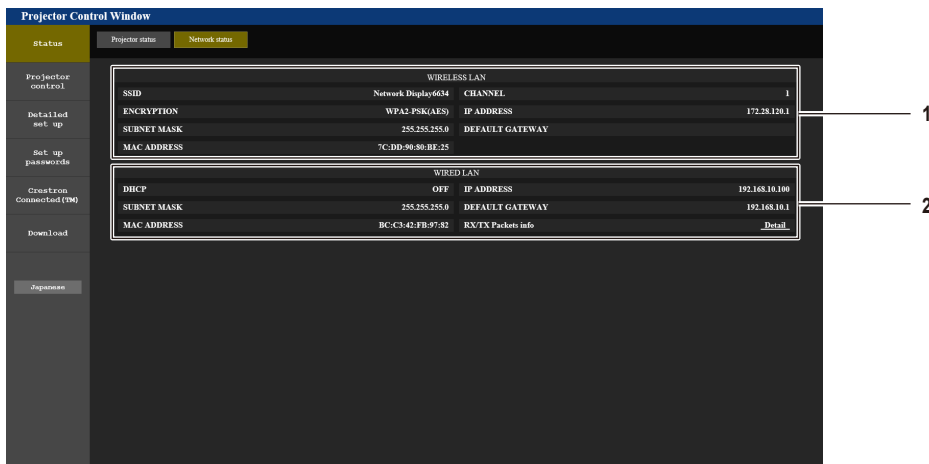 Projector Control Window
Status
Projector status Network status
Projector
control
Detailed
set up
Set up
passwords
Crestron
Connected(TM)
Download
Japanese
WIRELESS LAN
SSID Network Display6634 CHANNEL 1
ENCRYPTION WPA2-PSK(AES) IP ADDRESS 172.28.120.1
SUBNET MASK 255.255.255.0 DEFAULT GATEWAY
MAC ADDRESS 7C:DD:90:80:BE:25
1
WIRED LAN
DHCP OFF IP ADDRESS 192.168.10.100
SUBNET MASK 255.255.255.0 DEFAULT GATEWAY 192.168.10.1
MAC ADDRESS BC:C3:42:FB:97:82 RX/TX Packets info Detail
2